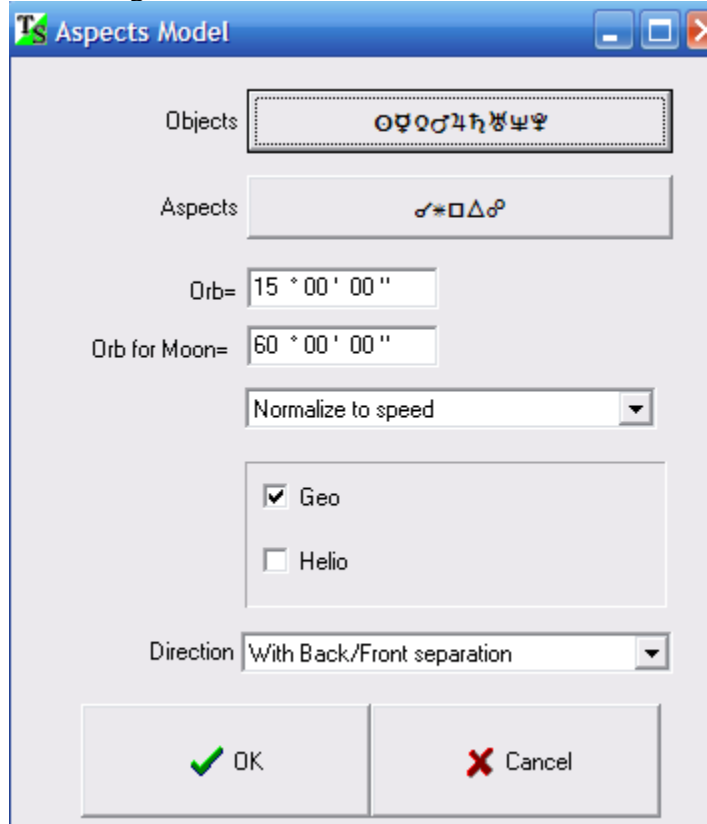 TS Aspects Model
Objects ☉☿♀♂♃♄♅♆♇
Aspects ☌⚹□△☍
Orb= 15 ° 00 ' 00 "
Orb for Moon= 60 ° 00 ' 00 "
Normalize to speed
Geo
Helio
Direction With Back/Front separation
OK Cancel